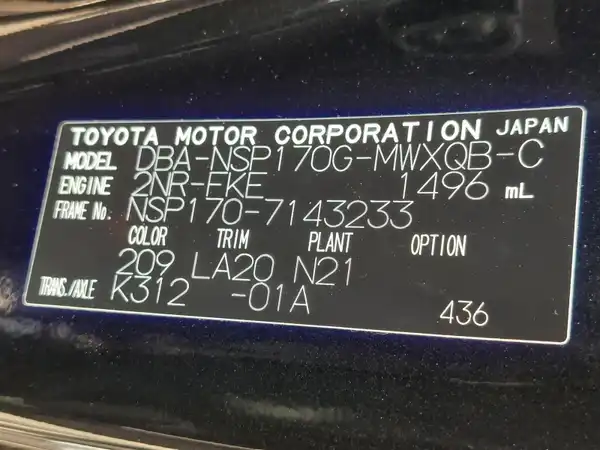 TOYOTA MOTOR CORPORATION JAPAN
MODEL DBA-NSP170G-MWXQB-C
ENGINE 2NR-FKE 1496 mL
FRAME No. NSP170-7143233
COLOR TRIM PLANT OPTION
209 LA20 N21
TRANS./AXLE K312 -01A
436